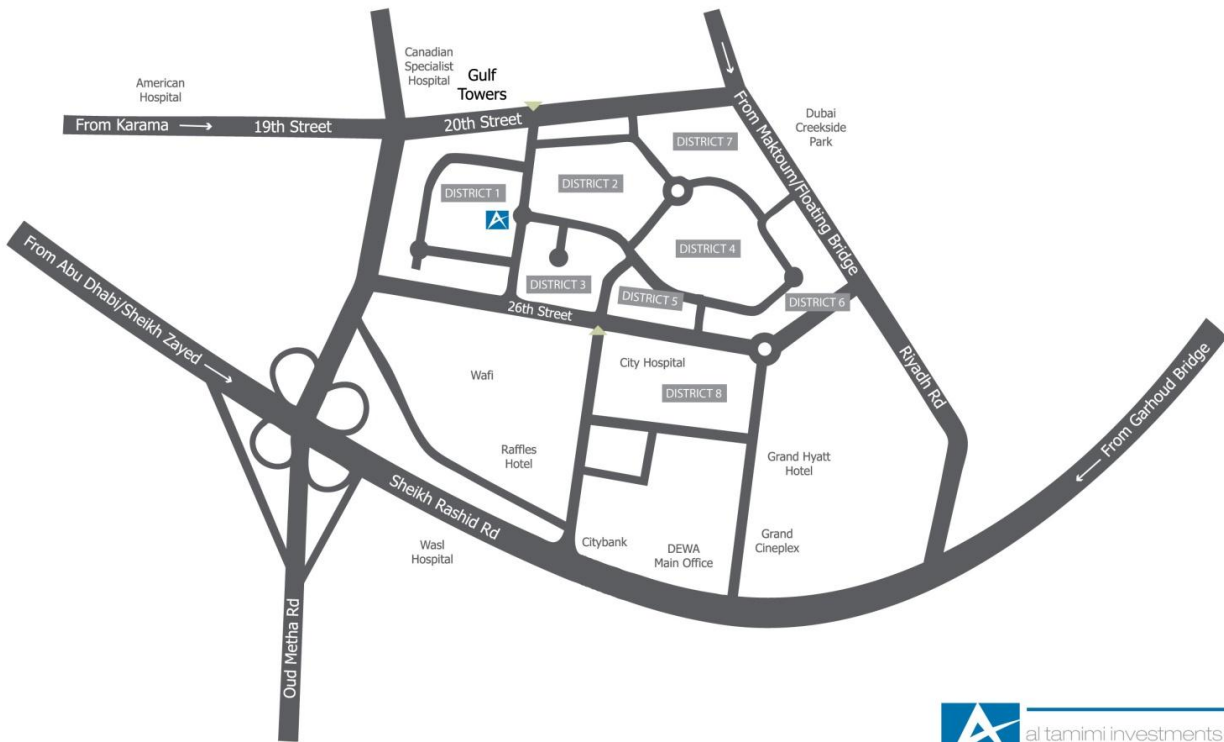 Canadian
Specialist
Hospital
Gulf
Towers
American
Hospital
From Karama
19th Street
20th Street
From Maktoum/Floating Bridge
Dubai
Creekside
Park
DISTRICT 7
DISTRICT 1
DISTRICT 2
DISTRICT 4
DISTRICT 3
DISTRICT 5
DISTRICT 6
From Abu Dhabi/Sheikh Zayed
26th Street
Wafi
City Hospital
DISTRICT 8
Riyadh Rd
From Garhoud Bridge
Raffles
Hotel
Grand Hyatt
Hotel
Sheikh Rashid Rd
Wasl
Hospital
Citybank
DEWA
Main Office
Grand
Cineplex
Oud Metha Rd
al tamimi investments